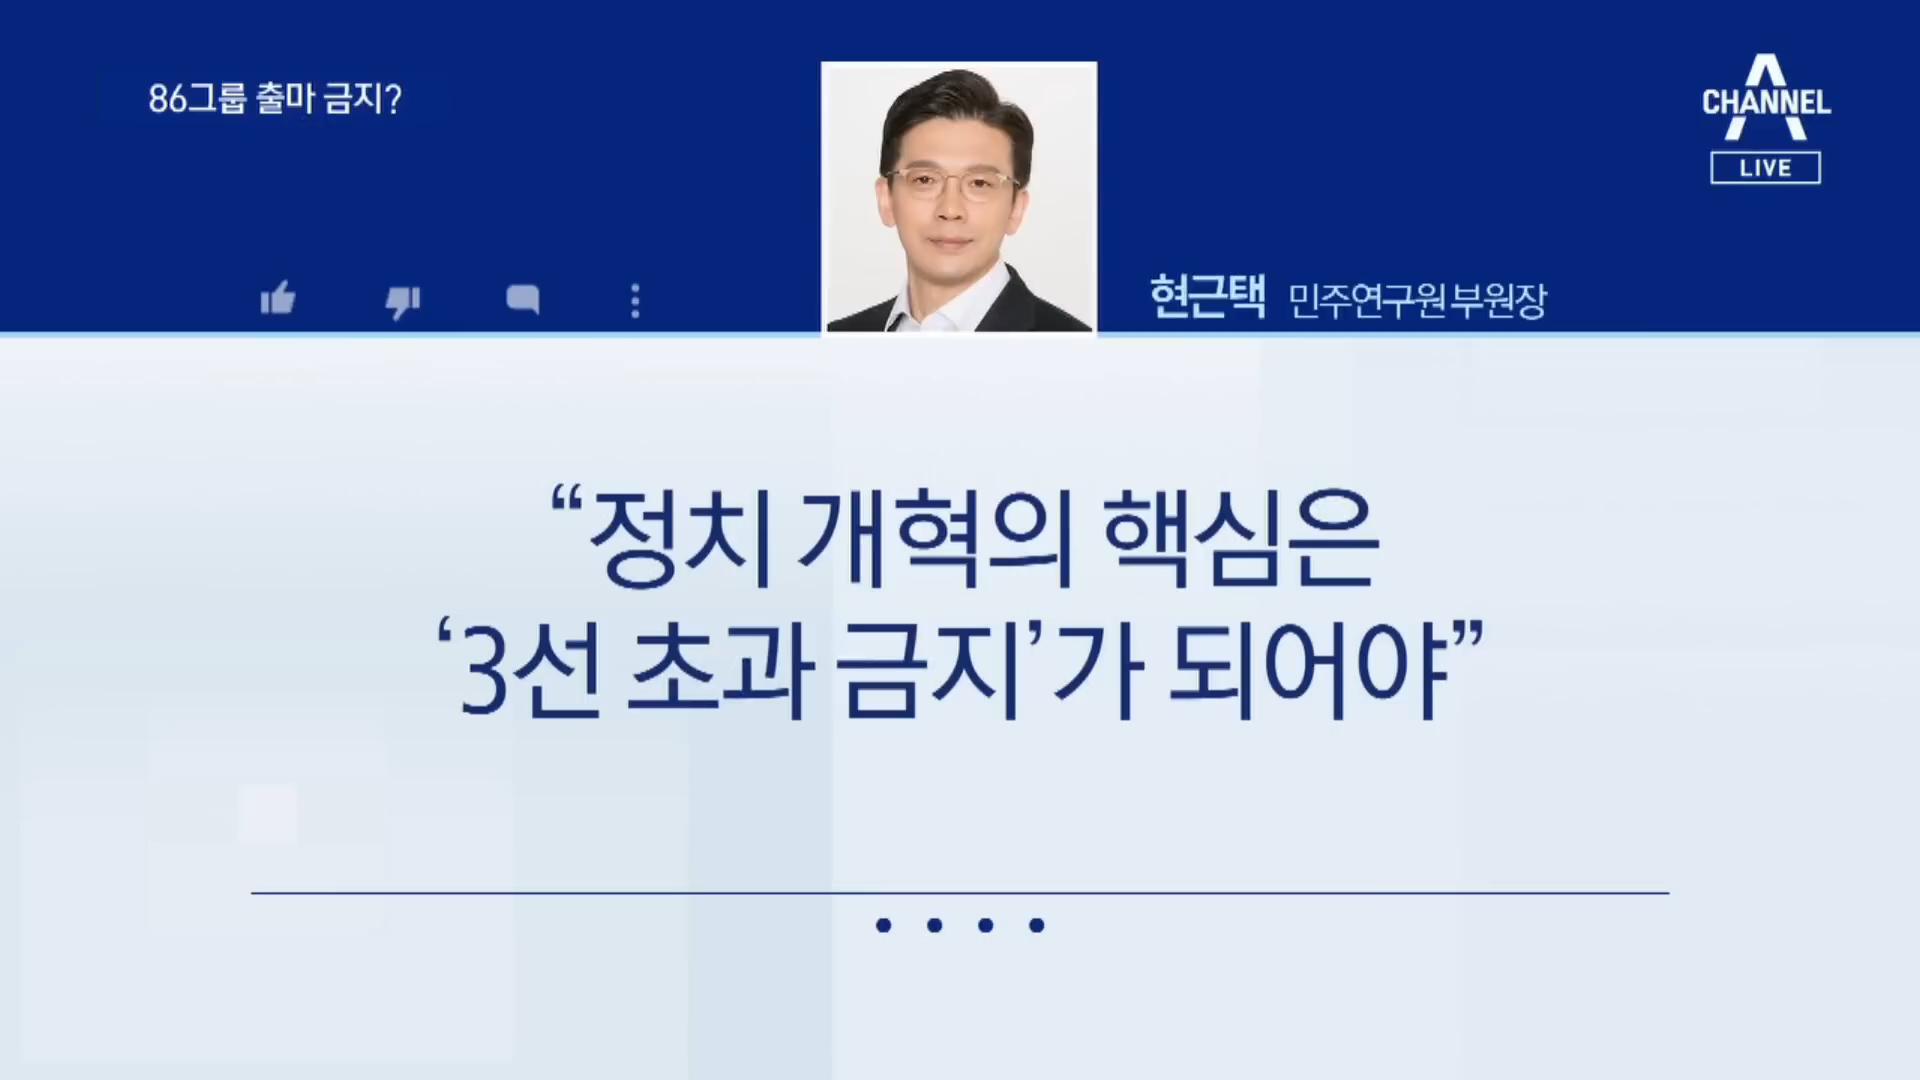 86그룹 출마 금지?
CHANNEL A
LIVE
현근택 민주연구원 부원장
“정치 개혁의 핵심은
‘3선 초과 금지’가 되어야”